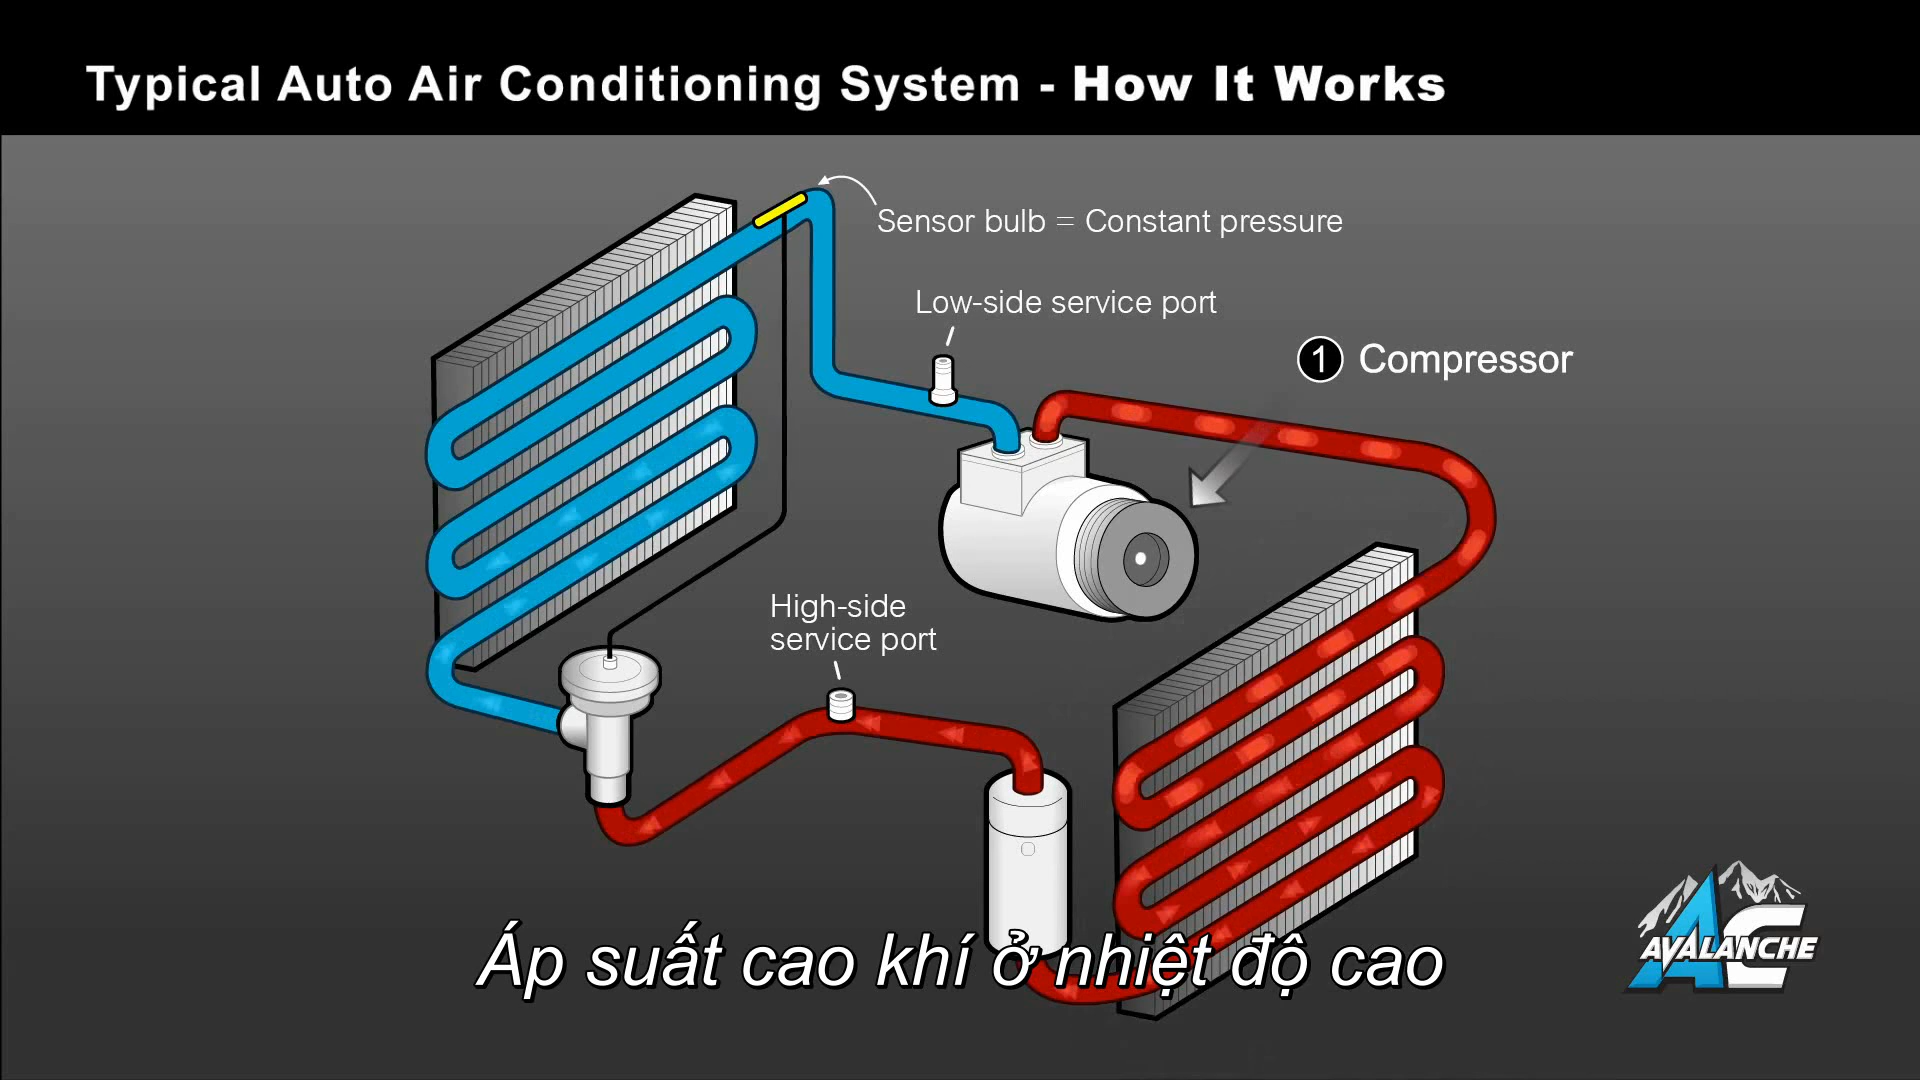 Typical Auto Air Conditioning System - How It Works
Sensor bulb = Constant pressure
Low-side service port
1 Compressor
High-side
service port
AC
AVALANCHE
Áp suất cao khí ở nhiệt độ cao